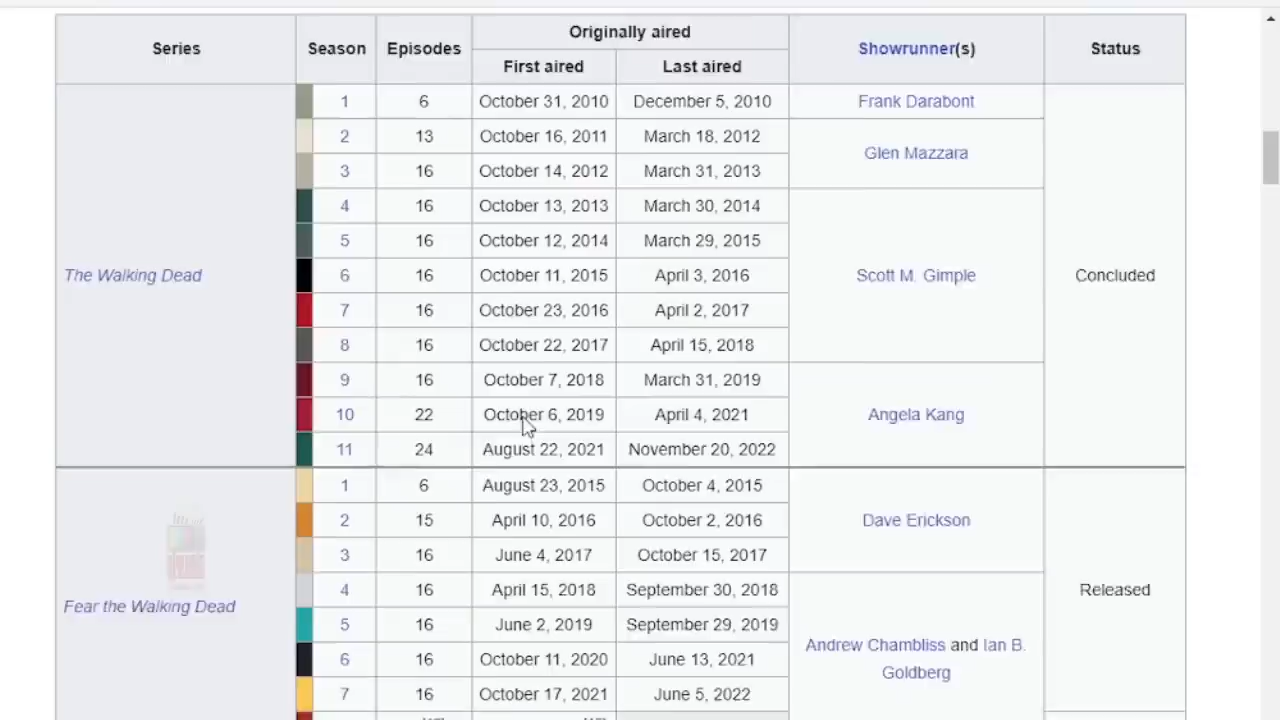 Series Season Episodes Originally aired Showrunner(s) Status
First aired Last aired
The Walking Dead
1 6 October 31, 2010 December 5, 2010 Frank Darabont
2 13 October 16, 2011 March 18, 2012 Glen Mazzara
3 16 October 14, 2012 March 31, 2013
4 16 October 13, 2013 March 30, 2014 Scott M. Gimple
5 16 October 12, 2014 March 29, 2015
6 16 October 11, 2015 April 3, 2016
7 16 October 23, 2016 April 2, 2017
8 16 October 22, 2017 April 15, 2018
9 16 October 7, 2018 March 31, 2019 Angela Kang
10 22 October 6, 2019 April 4, 2021
11 24 August 22, 2021 November 20, 2022
Concluded
Fear the Walking Dead
1 6 August 23, 2015 October 4, 2015 Dave Erickson
2 15 April 10, 2016 October 2, 2016
3 16 June 4, 2017 October 15, 2017
4 16 April 15, 2018 September 30, 2018 Andrew Chambliss and Ian B.
Goldberg
5 16 June 2, 2019 September 29, 2019
6 16 October 11, 2020 June 13, 2021
7 16 October 17, 2021 June 5, 2022
Released